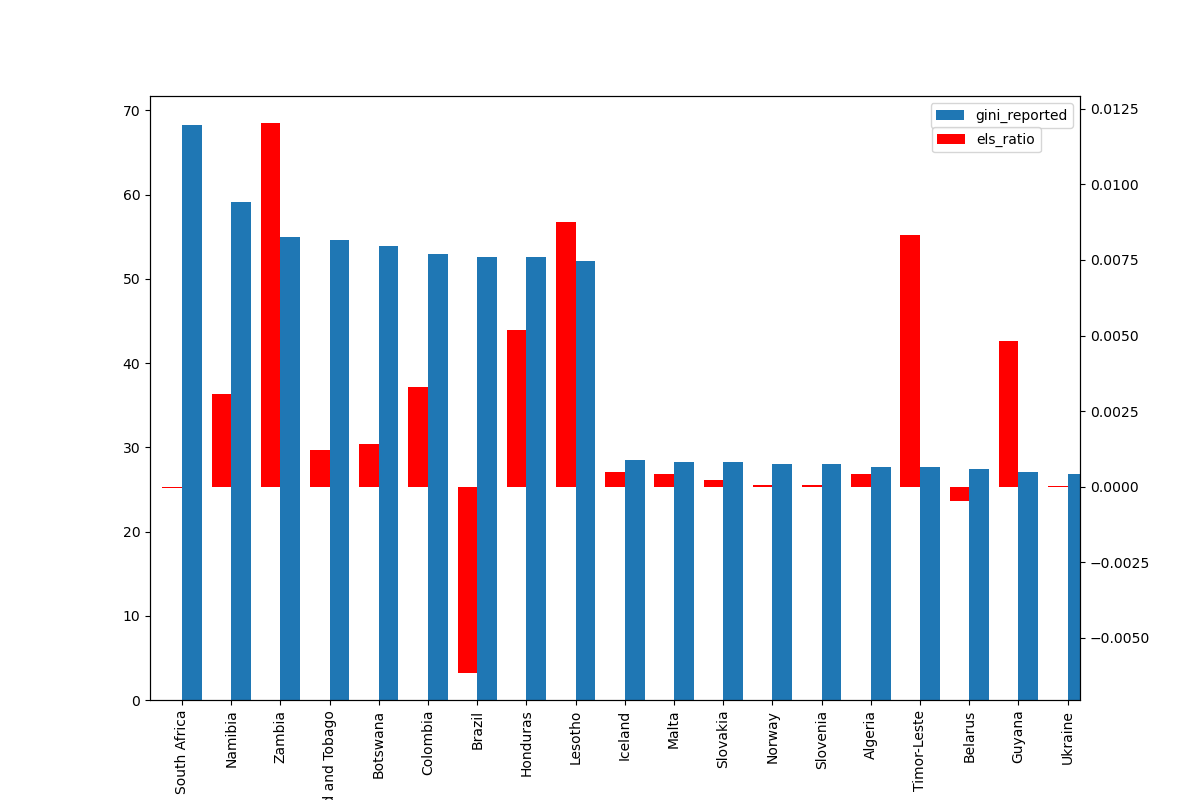 gini_reported
els_ratio
70
60
50
40
30
20
10
0
0.0125
0.0100
0.0075
0.0050
0.0025
0.0000
−0.0025
−0.0050
South Africa
Namibia
Zambia
d and Tobago
Botswana
Colombia
Brazil
Honduras
Lesotho
Iceland
Malta
Slovakia
Norway
Slovenia
Algeria
Timor-Leste
Belarus
Guyana
Ukraine